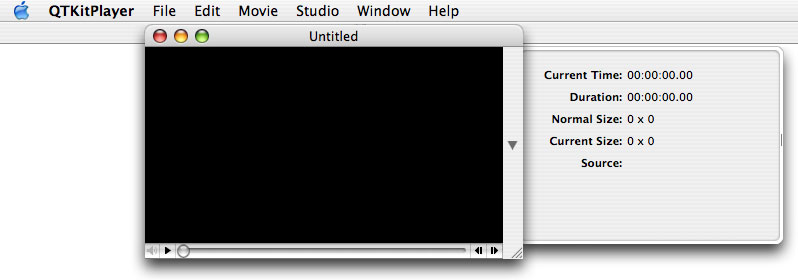 QTKitPlayer File Edit Movie Studio Window Help
Untitled
Current Time: 00:00:00.00
Duration: 00:00:00.00
Normal Size: 0 x 0
Current Size: 0 x 0
Source: